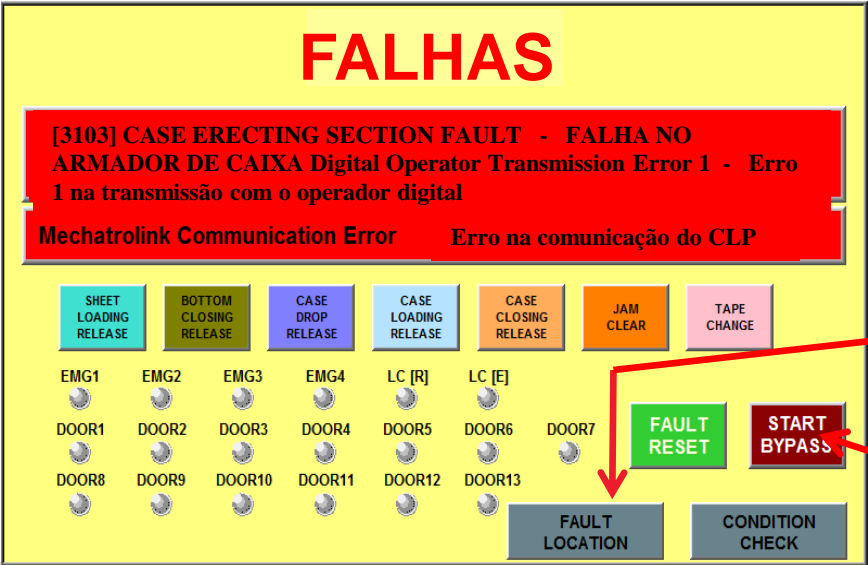 FALHAS
[3103] CASE ERECTING SECTION FAULT - FALHA NO
ARMADOR DE CAIXA Digital Operator Transmission Error 1 - Erro
1 na transmissão com o operador digital
Mechatrolink Communication Error Erro na comunicação do CLP
SHEET
LOADING
RELEASE
BOTTOM
CLOSING
RELEASE
CASE
DROP
RELEASE
CASE
LOADING
RELEASE
CASE
CLOSING
RELEASE
JAM
CLEAR
TAPE
CHANGE
EMG1 EMG2 EMG3 EMG4 LC [R] LC [E]
DOOR1 DOOR2 DOOR3 DOOR4 DOOR5 DOOR6 DOOR7
FAULT
RESET
START
BYPASS
DOOR8 DOOR9 DOOR10 DOOR11 DOOR12 DOOR13
FAULT
LOCATION
CONDITION
CHECK